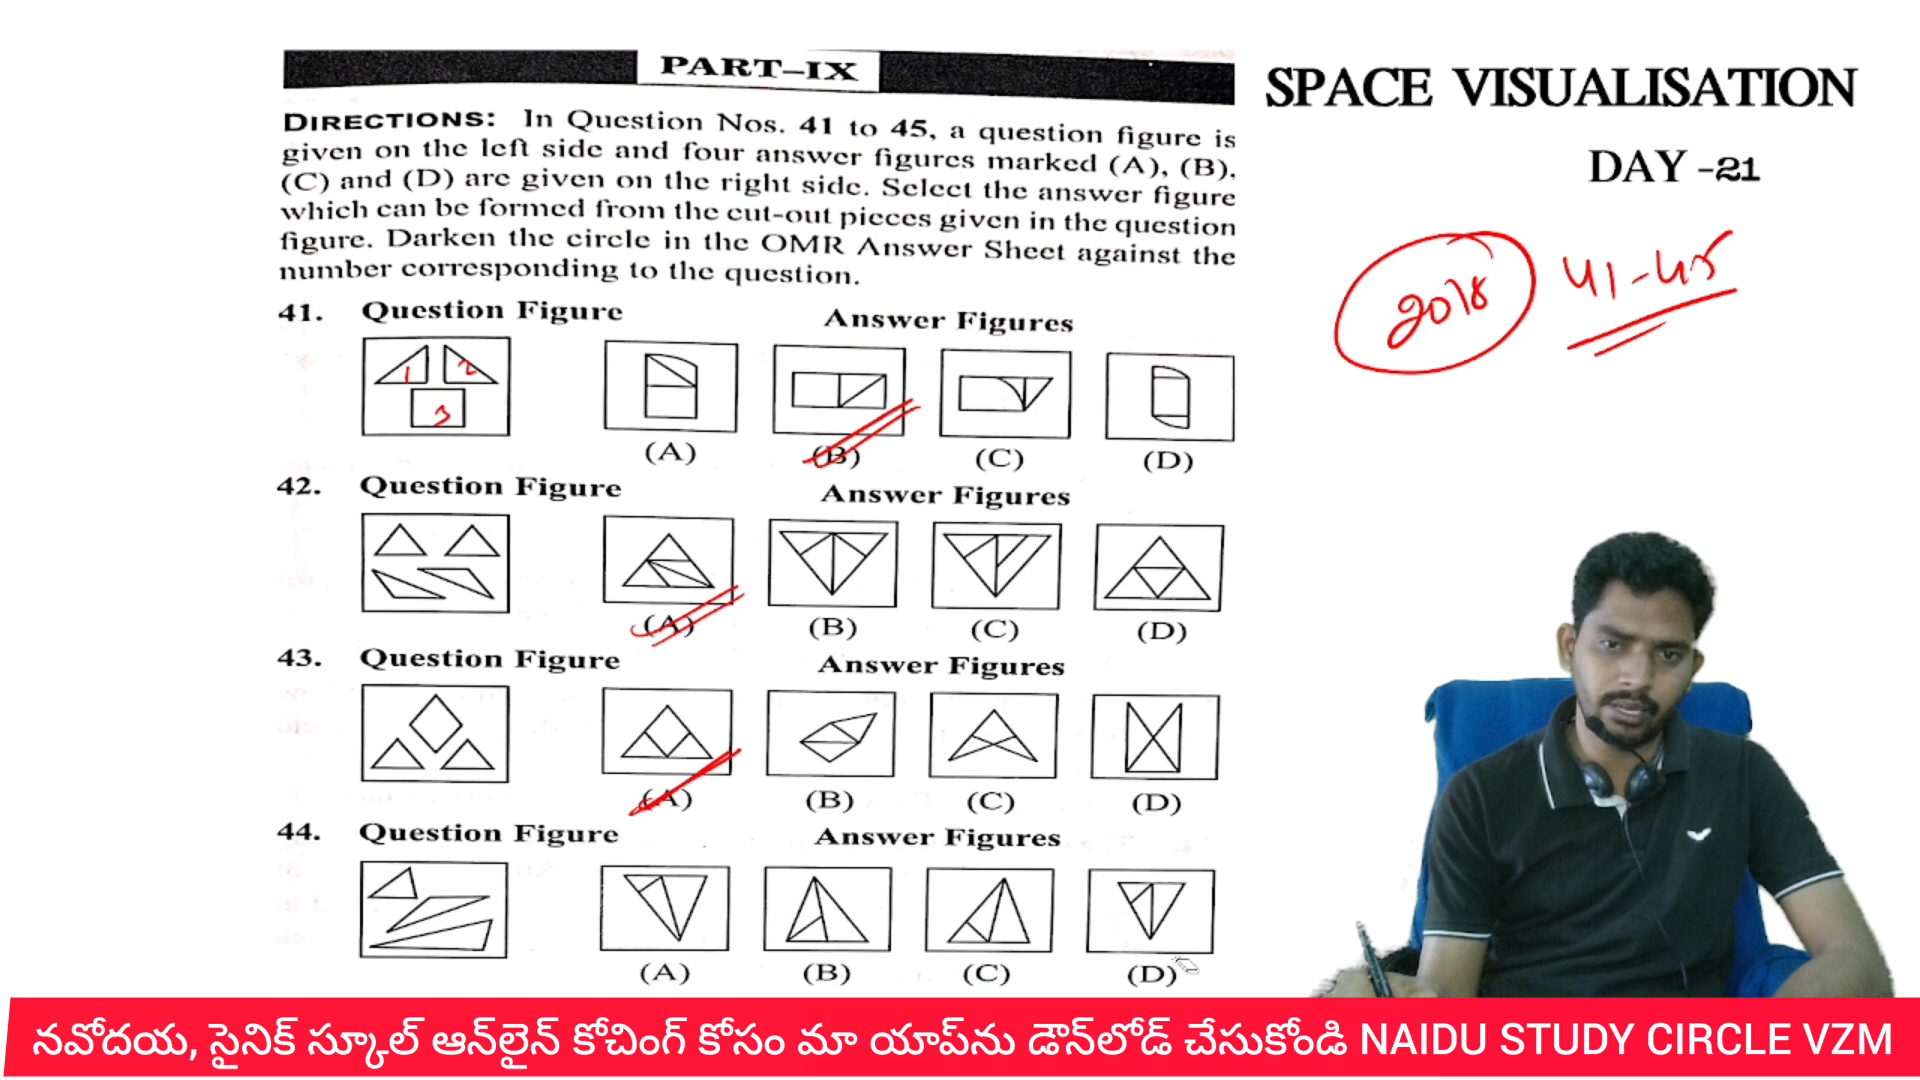 PART–IX
SPACE VISUALISATION
DAY -21
DIRECTIONS: In Question Nos. 41 to 45, a question figure is
given on the left side and four answer figures marked (A), (B),
(C) and (D) are given on the right side. Select the answer figure
which can be formed from the cut-out pieces given in the question
figure. Darken the circle in the OMR Answer Sheet against the
number corresponding to the question.
2018 41-45
41. Question Figure Answer Figures
1 2
3
(A) (B) (C) (D)
42. Question Figure Answer Figures
(A) (B) (C) (D)
43. Question Figure Answer Figures
(A) (B) (C) (D)
44. Question Figure Answer Figures
(A) (B) (C) (D)
నవోదయ, సైనిక్ స్కూల్ ఆన్‌లైన్ కోచింగ్ కోసం మా యాప్‌ను డౌన్‌లోడ్ చేసుకోండి NAIDU STUDY CIRCLE VZM